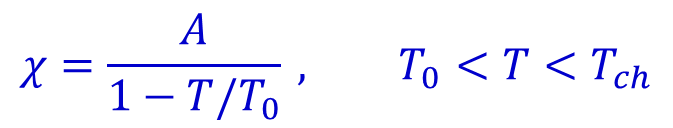 χ = A / (1 − T/T₀) ,    T₀ < T < T_ch